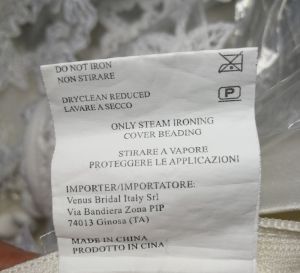 DO NOT IRON
NON STIRARE
DRYCLEAN REDUCED
LAVARE A SECCO
P
ONLY STEAM IRONING
COVER BEADING
STIRARE A VAPORE
PROTEGGERE LE APPLICAZIONI
IMPORTER/IMPORTATORE:
Venus Bridal Italy Srl
Via Bandiera Zona PIP
74013 Ginosa (TA)
MADE IN CHINA
PRODOTTO IN CINA